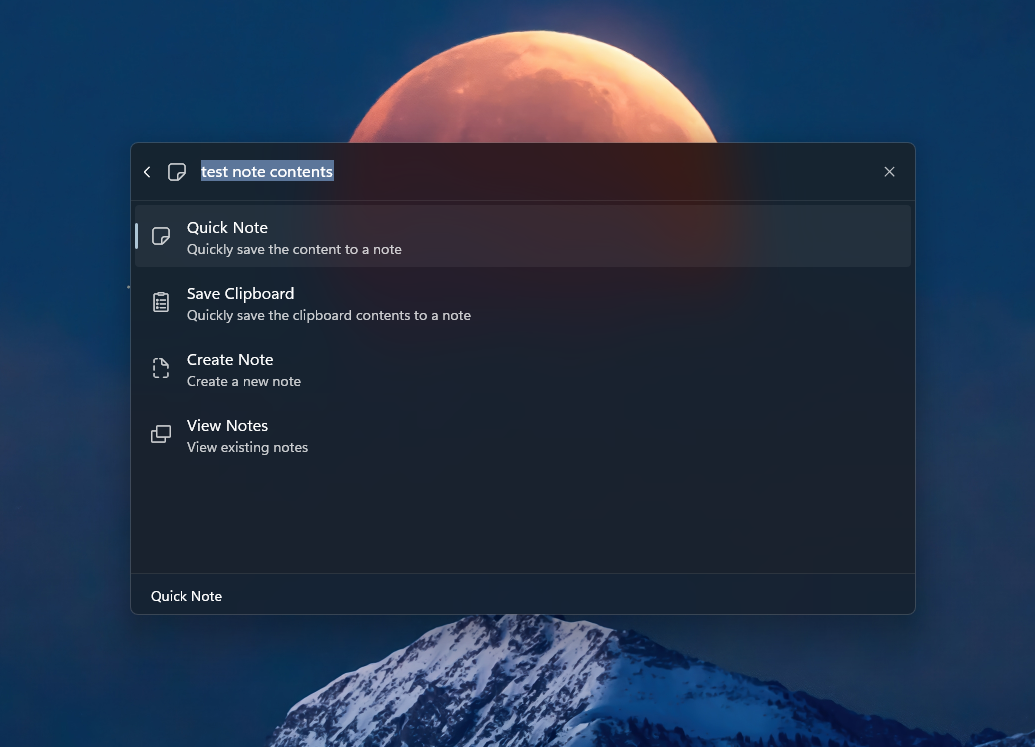 test note contents
Quick Note
Quickly save the content to a note
Save Clipboard
Quickly save the clipboard contents to a note
Create Note
Create a new note
View Notes
View existing notes
Quick Note